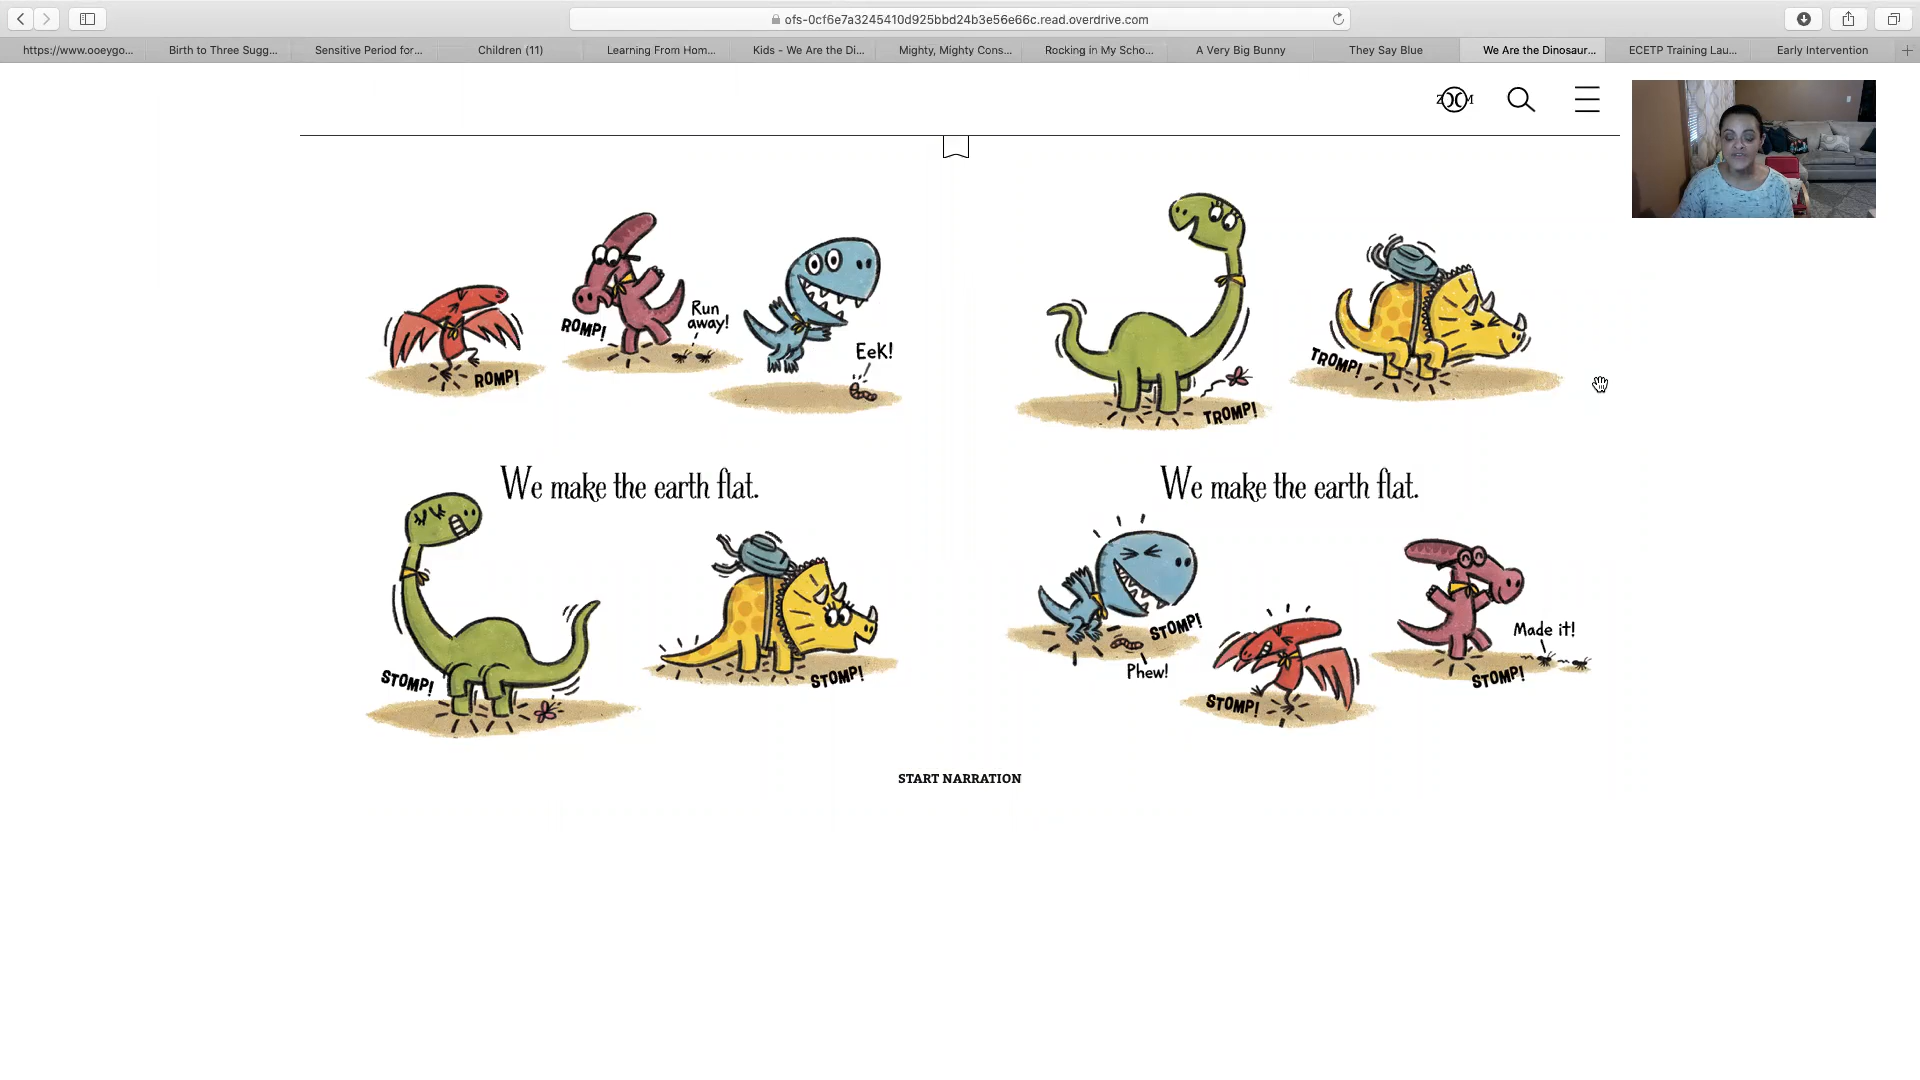 ofs-0cf6e7a3245410d925bbd24b3e56e66c.read.overdrive.com
https://www.ooeygo...
Birth to Three Sugg...
Sensitive Period for...
Children (11)
Learning From Hom...
Kids - We Are the Di...
Mighty, Mighty Cons...
Rocking in My Scho...
A Very Big Bunny
They Say Blue
We Are the Dinosaur...
ECETP Training Lau...
Early Intervention
ZOOM
ROMP!
ROMP!
Run
away!
Eek!
We make the earth flat.
STOMP!
STOMP!
TROMP!
TROMP!
We make the earth flat.
STOMP!
Phew!
STOMP!
Made it!
STOMP!
START NARRATION